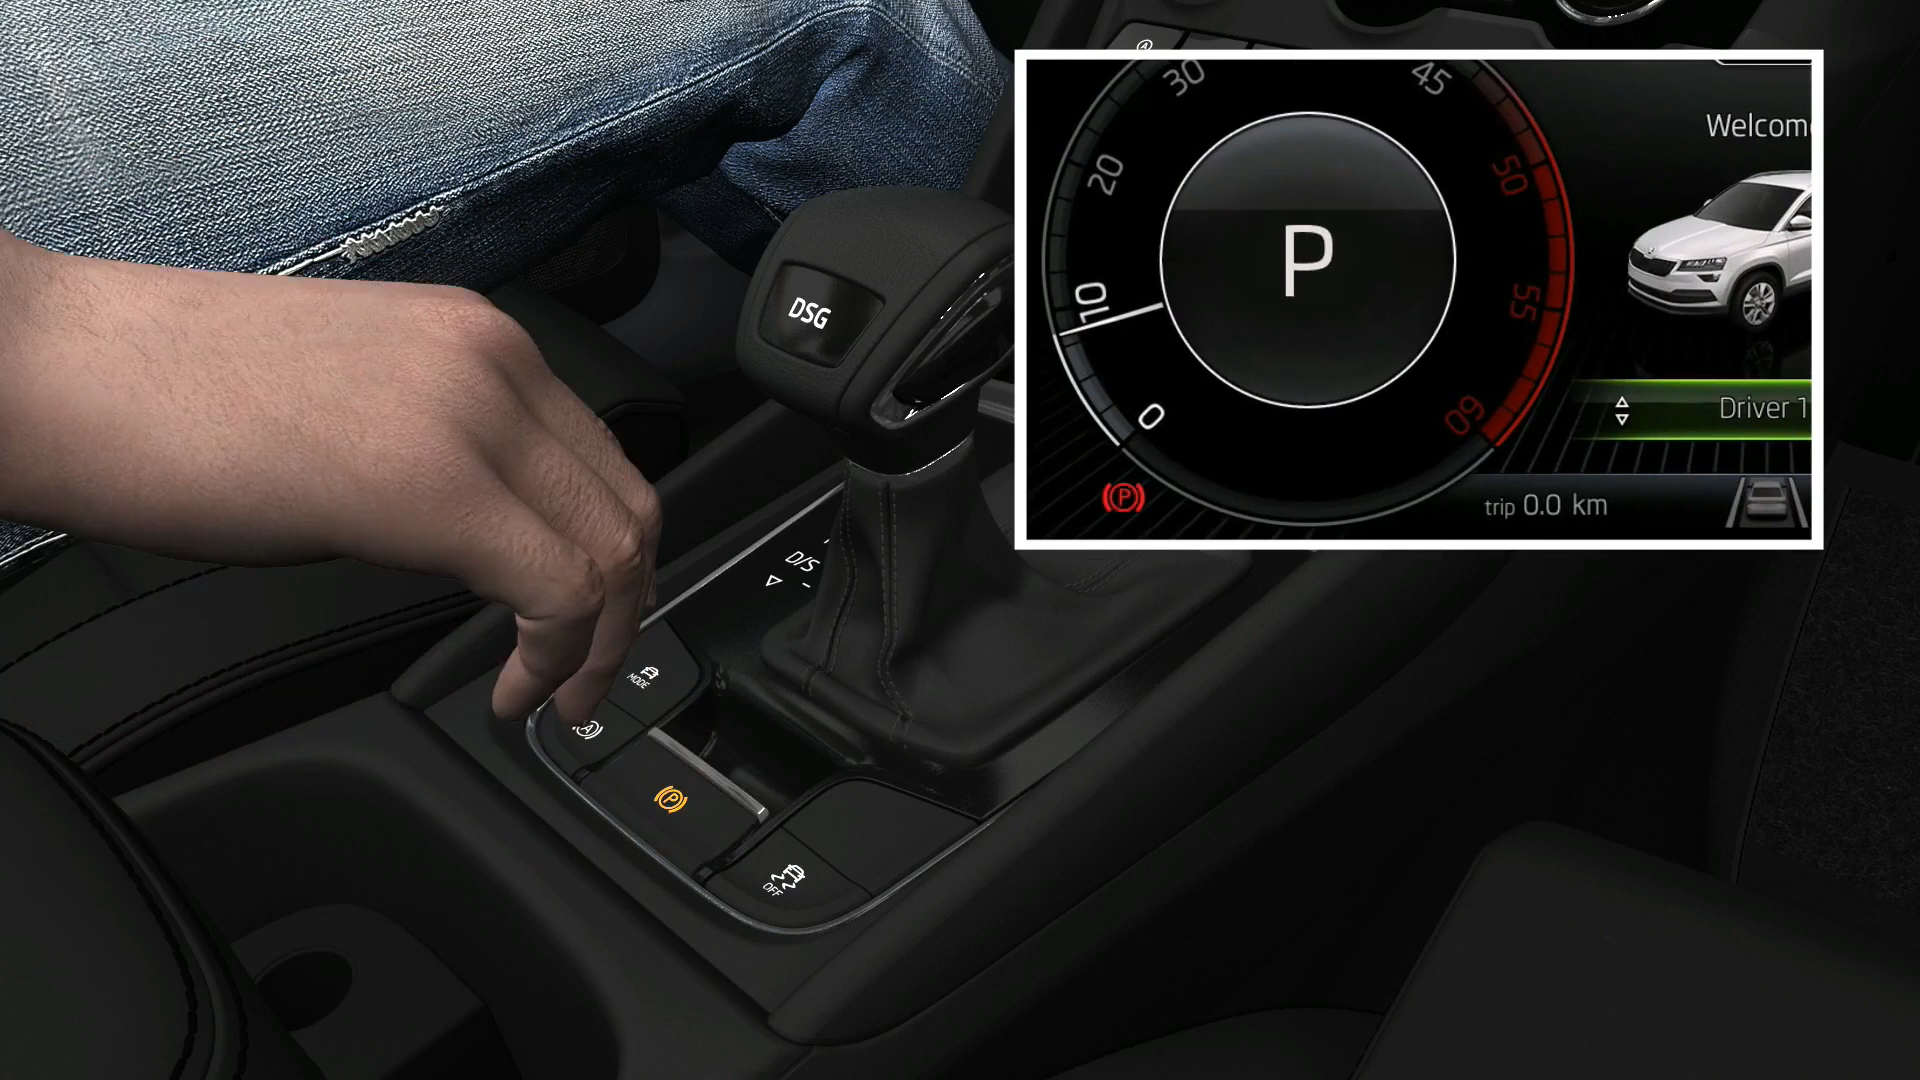 A
30
45
Welcom
20
50
P
DSG
10
55
Driver 1
0
60
P
trip 0.0 km
D/S
-
MODE
A
P
OFF